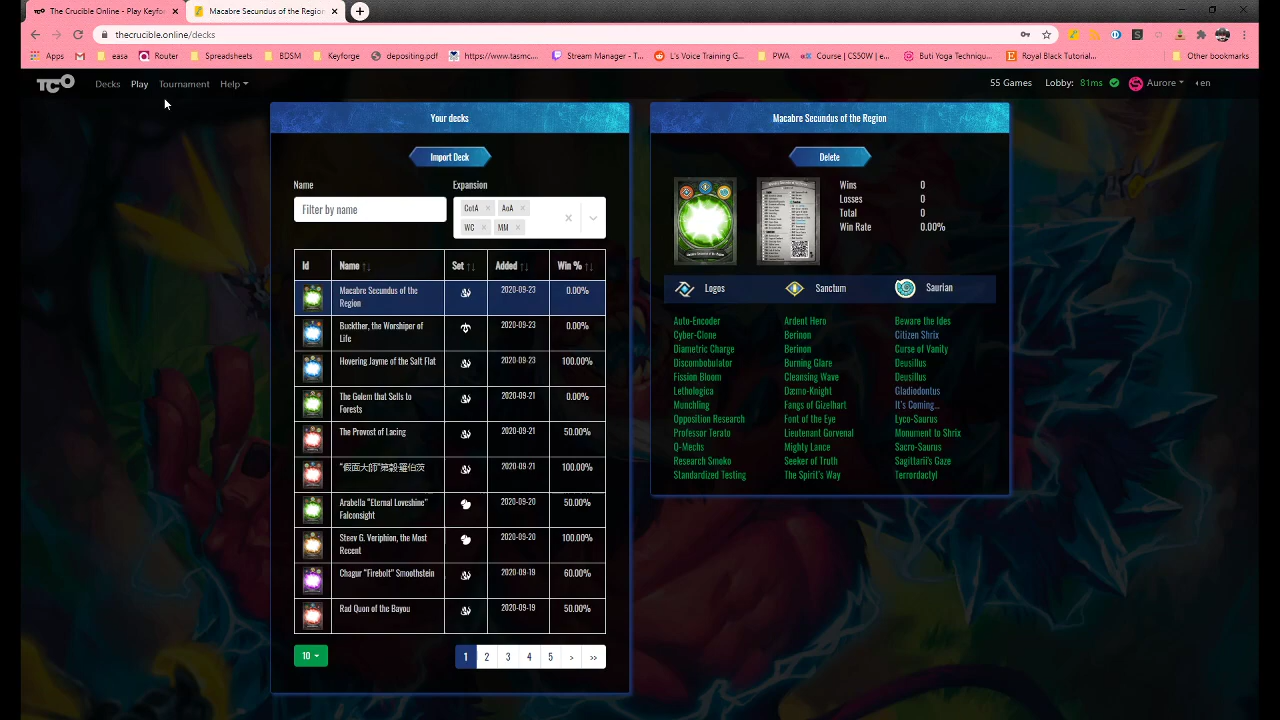 The Crucible Online - Play Keyfor
Macabre Secundus of the Region
thecrucible.online/decks
Apps
easa
Router
Spreadsheets
BDSM
Keyforge
depositing.pdf
https://www.tasmc....
Stream Manager - T...
L's Voice Training G...
PWA
Course | CS50W | e...
Buti Yoga Techniqu...
Royal Black Tutorial...
Other bookmarks
TCO
Decks
Play
Tournament
Help
55 Games
Lobby: 81ms
Aurore
en
Your decks
Import Deck
Name
Expansion
Filter by name
CotA
AoA
WC
MM
Id Name Set Added Win %
Macabre Secundus of the
Region
2020-09-23
0.00%
Buckther, the Worshiper of
Life
2020-09-23
0.00%
Hovering Jayme of the Salt Flat
2020-09-23
100.00%
The Golem that Sells to
Forests
2020-09-21
0.00%
The Provost of Lacing
2020-09-21
50.00%
2020-09-21
100.00%
Arabella "Eternal Loveshine"
Falconsight
2020-09-20
50.00%
Steev G. Veriphion, the Most
Recent
2020-09-20
100.00%
Chagur "Firebolt" Smoothstein
2020-09-19
60.00%
Rad Quon of the Bayou
2020-09-19
50.00%
10
1 2 3 4 5 > >>
Macabre Secundus of the Region
Delete
Wins 0
Losses 0
Total 0
Win Rate 0.00%
Logos
Sanctum
Saurian
Auto-Encoder
Cyber-Clone
Diametric Charge
Discombobulator
Fission Bloom
Lethologica
Munchling
Opposition Research
Professor Terato
Q-Mechs
Research Smoko
Standardized Testing
Ardent Hero
Berinon
Berinon
Burning Glare
Cleansing Wave
Dæmo-Knight
Fangs of Gizelhart
Font of the Eye
Lieutenant Gorvenal
Mighty Lance
Seeker of Truth
The Spirit's Way
Beware the Ides
Citizen Shrix
Curse of Vanity
Deusillus
Deusillus
Gladiodontus
It's Coming...
Lyco-Saurus
Monument to Shrix
Sacro-Saurus
Sagittarii's Gaze
Terrordactyl